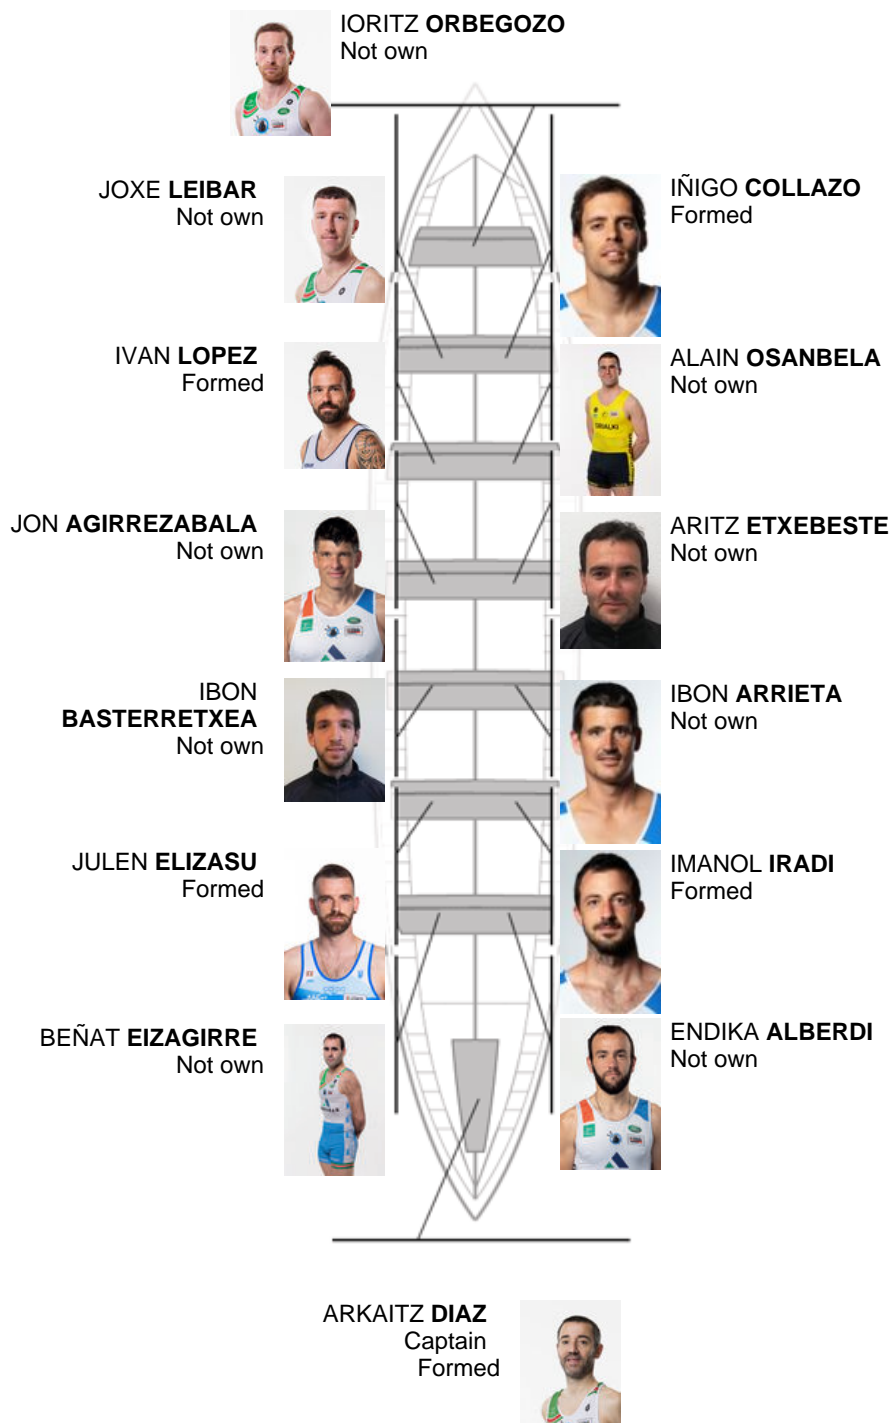 IORITZ ORBEGOZO
Not own
JOXE LEIBAR
Not own
IÑIGO COLLAZO
Formed
IVAN LOPEZ
Formed
ALAIN OSANBELA
Not own
JON AGIRREZABALA
Not own
ARITZ ETXEBESTE
Not own
IBON
BASTERRETXEA
Not own
IBON ARRIETA
Not own
JULEN ELIZASU
Formed
IMANOL IRADI
Formed
BEÑAT EIZAGIRRE
Not own
ENDIKA ALBERDI
Not own
ARKAITZ DIAZ
Captain
Formed